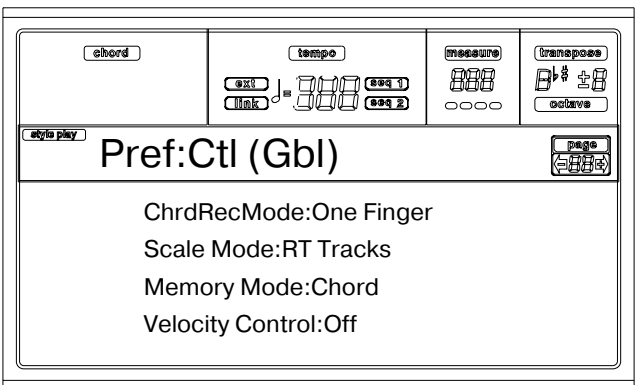 chord
tempo
measure
transpose
ext
seq 1
link
seq 2
octave
style play
Pref:Ctl (Gbl)
page
ChrdRecMode:One Finger
Scale Mode:RT Tracks
Memory Mode:Chord
Velocity Control:Off